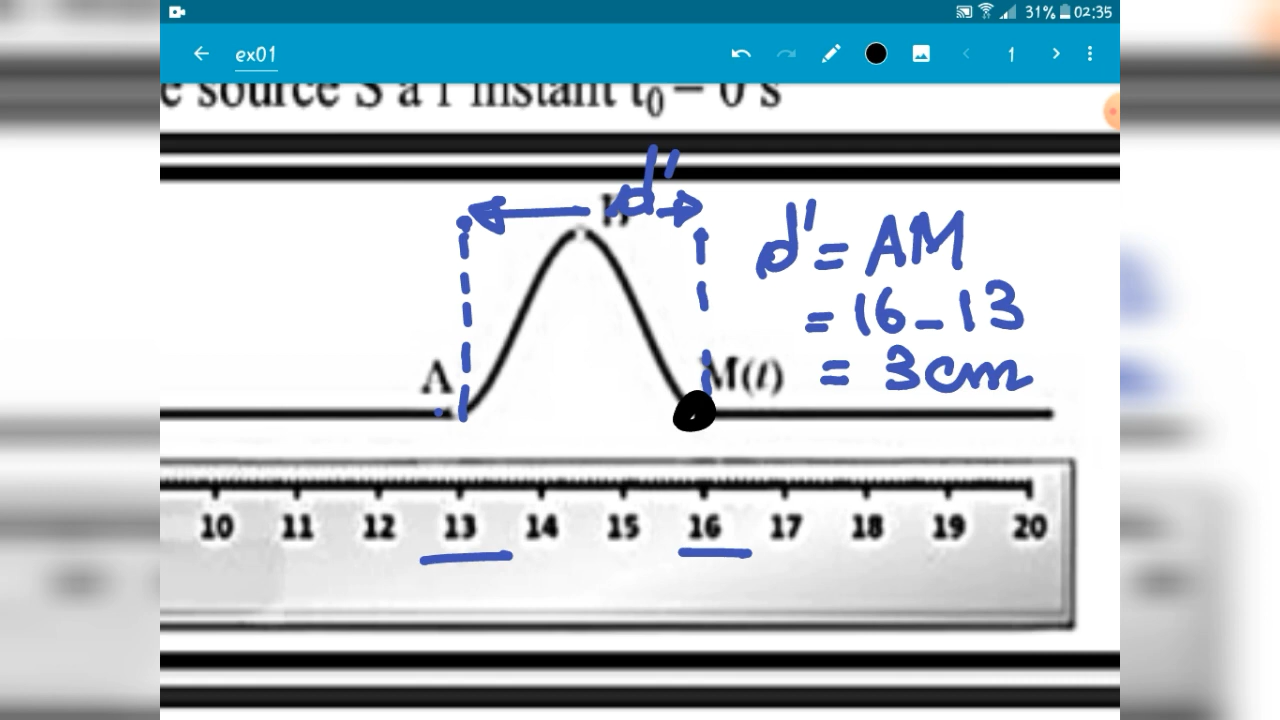 31% 02:35
ex01
1
source S à l'instant t₀ = 0 s
d'
B
d' = AM
= 16 - 13
= 3cm
A
M(t)
10 11 12 13 14 15 16 17 18 19 20